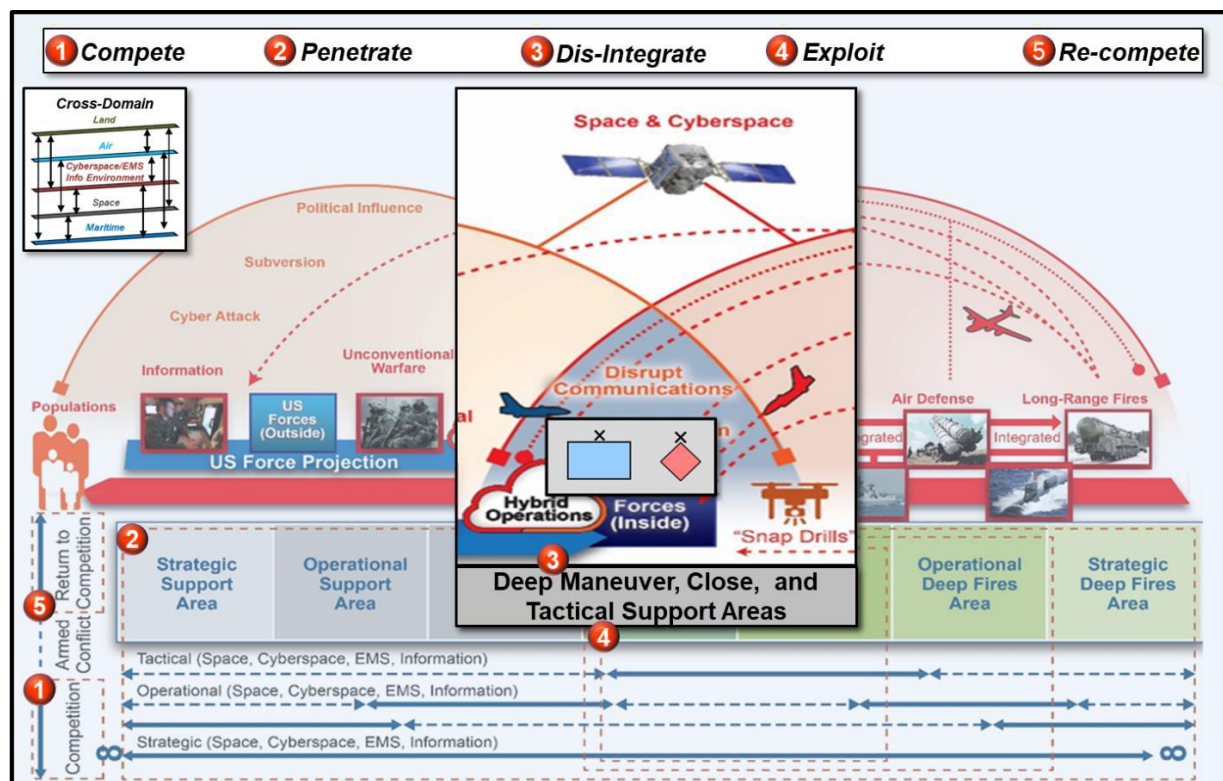 1 Compete
2 Penetrate
3 Dis-Integrate
4 Exploit
5 Re-compete
Cross-Domain
Land
Air
Cyberspace/EMS
Info Environment
Space
Maritime
Space & Cyberspace
Political Influence
Subversion
Cyber Attack
Information
Unconventional
Warfare
Populations
US
Forces
(Outside)
US Force Projection
Disrupt
Communications
Hybrid
Operations
Forces
(Inside)
"Snap Drills"
Air Defense
Long-Range Fires
Integrated
3
Deep Maneuver, Close, and
Tactical Support Areas
2
Strategic
Support
Area
Operational
Support
Area
Operational
Deep Fires
Area
Strategic
Deep Fires
Area
4
Return to
Competition
5
Armed
Conflict
1
Competition
Tactical (Space, Cyberspace, EMS, Information)
Operational (Space, Cyberspace, EMS, Information)
Strategic (Space, Cyberspace, EMS, Information)
∞
∞